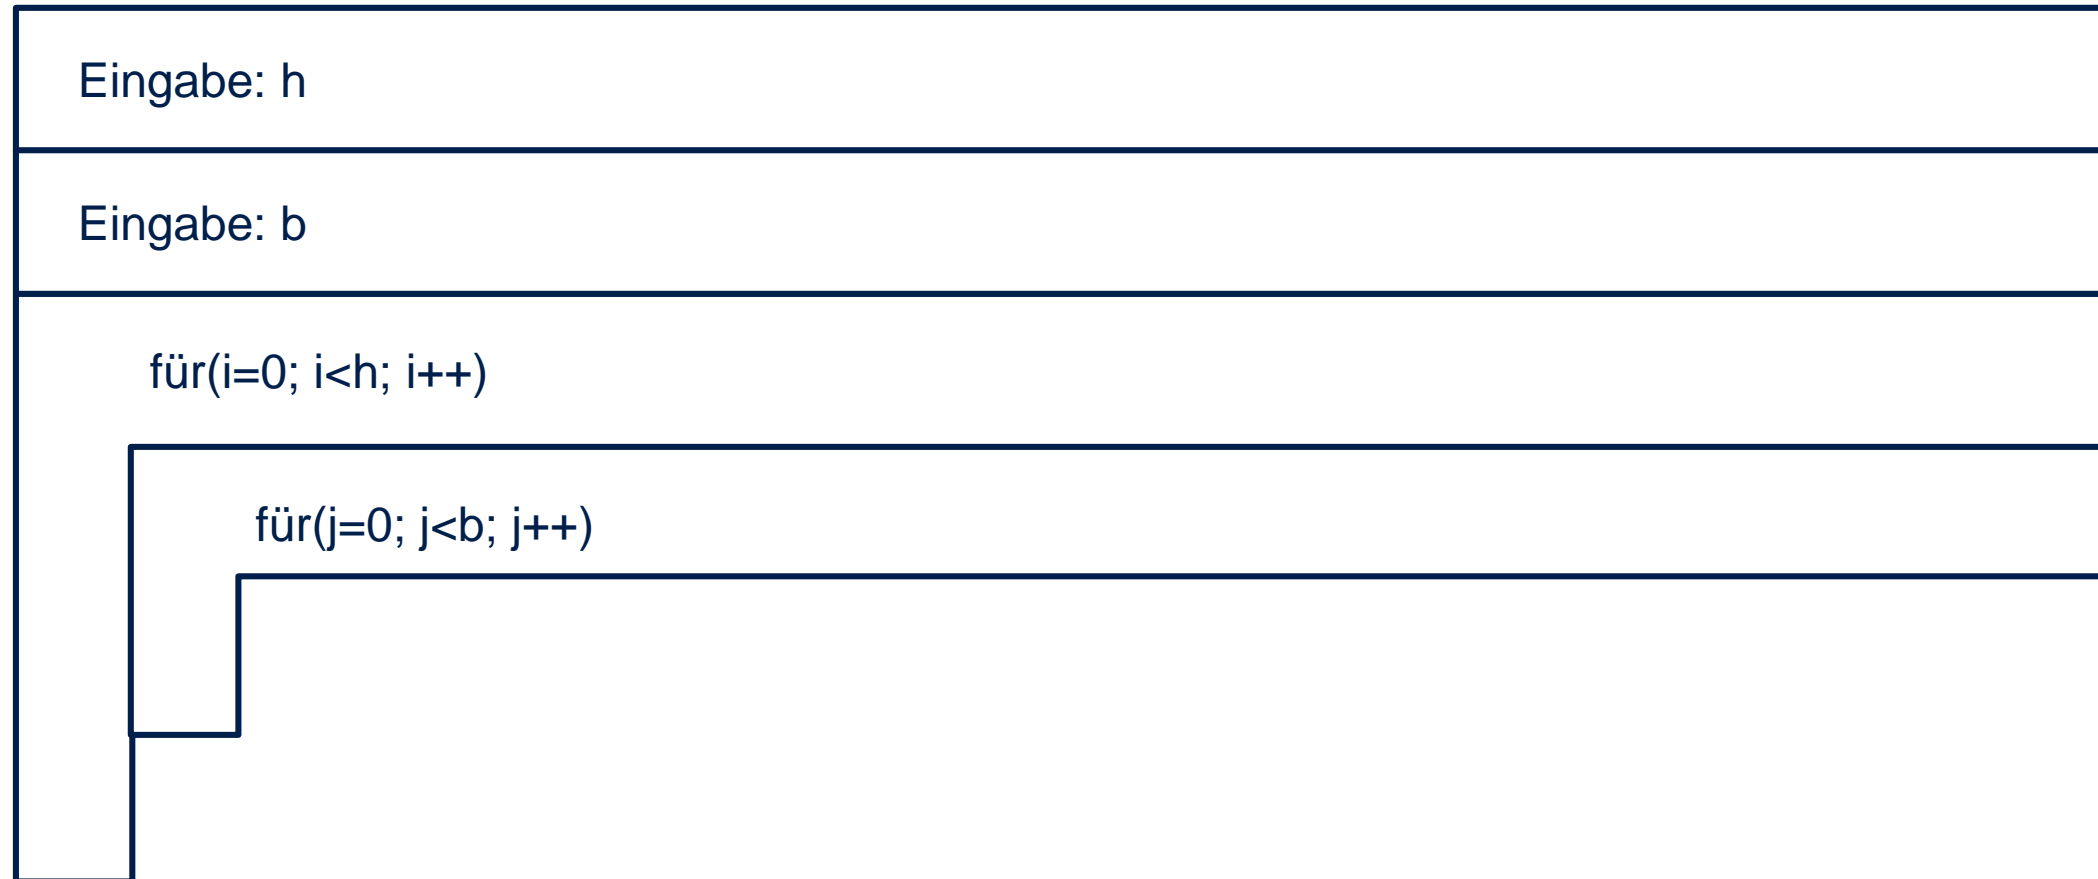 Eingabe: h
Eingabe: b
für(i=0; i<h; i++)
für(j=0; j<b; j++)